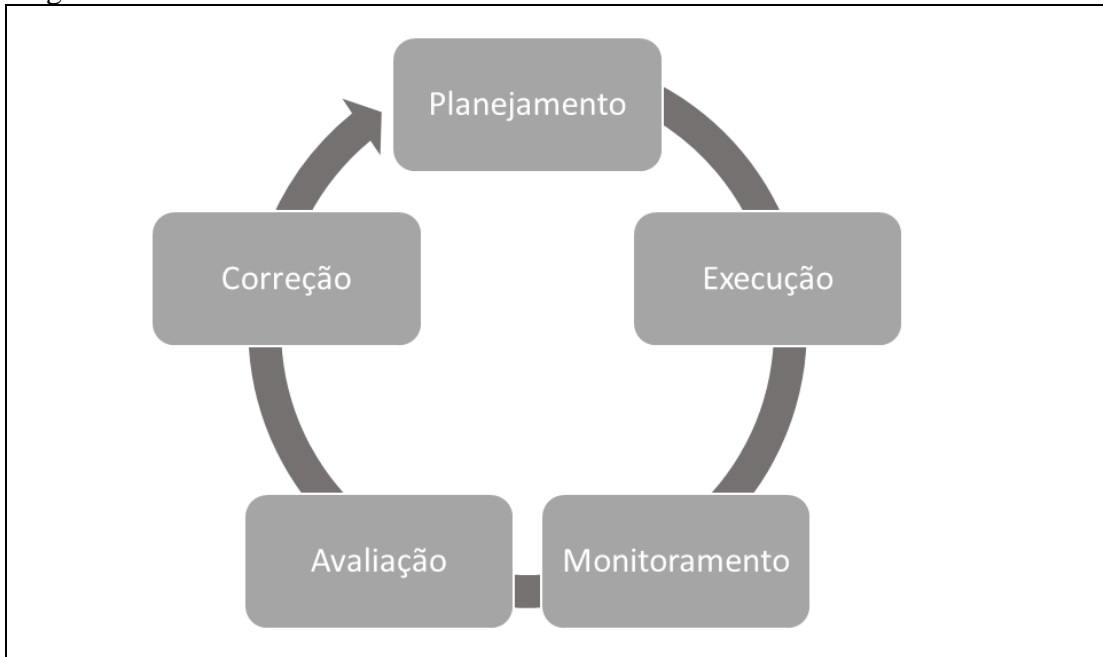 Planejamento
Execução
Monitoramento
Avaliação
Correção